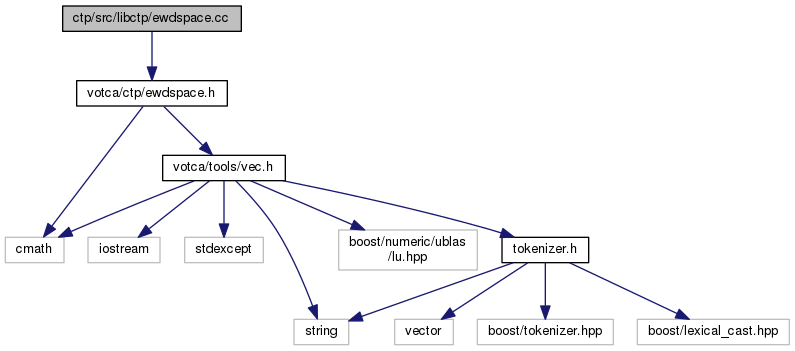 ctp/src/libctp/ewdspace.cc
votca/ctp/ewdspace.h
votca/tools/vec.h
cmath
iostream
stdexcept
boost/numeric/ublas
/lu.hpp
tokenizer.h
string
vector
boost/tokenizer.hpp
boost/lexical_cast.hpp